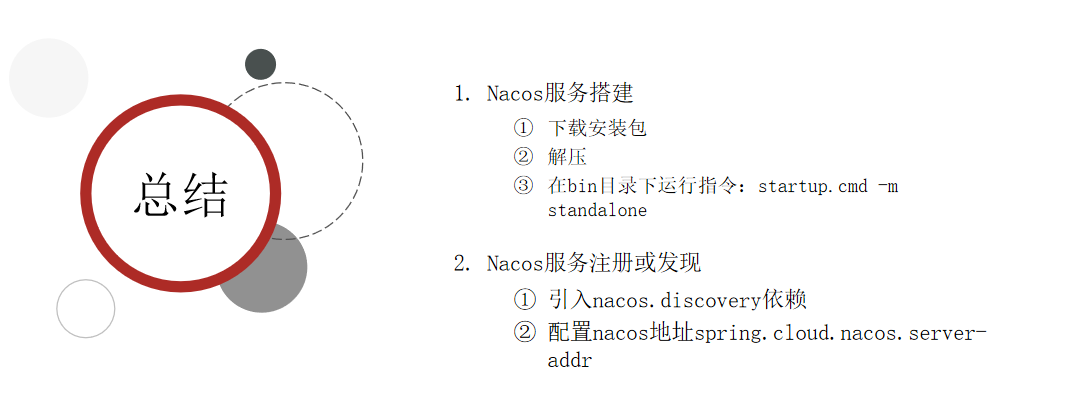 总结
1. Nacos服务搭建
① 下载安装包
② 解压
③ 在bin目录下运行指令：startup.cmd -m
standalone
2. Nacos服务注册或发现
① 引入nacos.discovery依赖
② 配置nacos地址spring.cloud.nacos.server-
addr